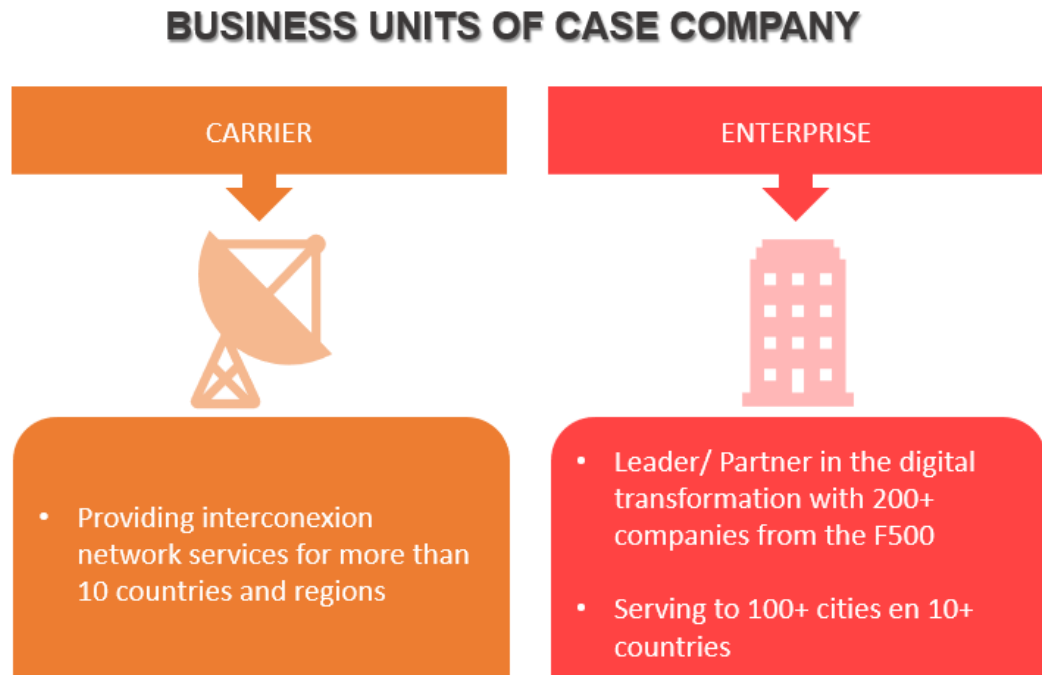 BUSINESS UNITS OF CASE COMPANY
CARRIER
ENTERPRISE
• Providing interconexion
network services for more than
10 countries and regions
• Leader/ Partner in the digital
transformation with 200+
companies from the F500
• Serving to 100+ cities en 10+
countries